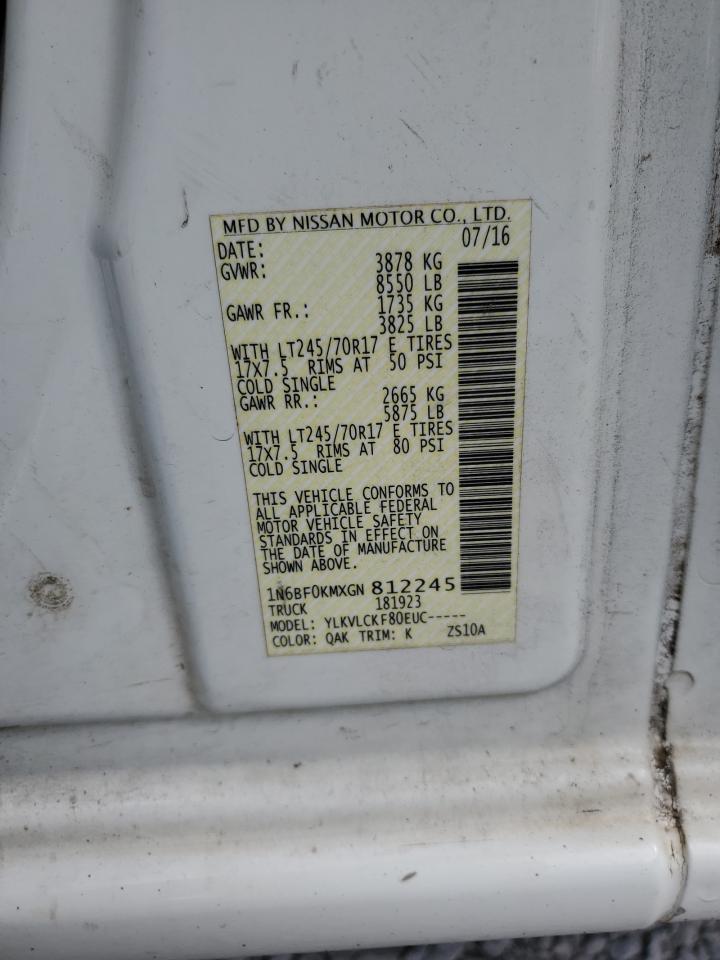 MFD BY NISSAN MOTOR CO., LTD.
DATE: 07/16
GVWR: 3878 KG
8550 LB
GAWR FR.: 1735 KG
3825 LB
WITH LT245/70R17 E TIRES
17X7.5 RIMS AT 50 PSI
COLD SINGLE
GAWR RR.: 2665 KG
5875 LB
WITH LT245/70R17 E TIRES
17X7.5 RIMS AT 80 PSI
COLD SINGLE
THIS VEHICLE CONFORMS TO
ALL APPLICABLE FEDERAL
MOTOR VEHICLE SAFETY
STANDARDS IN EFFECT ON
THE DATE OF MANUFACTURE
SHOWN ABOVE.
1N6BF0KMXGN 812245
TRUCK 181923
MODEL: YLKVLCKF80EUC-----
COLOR: QAK TRIM: K ZS10A